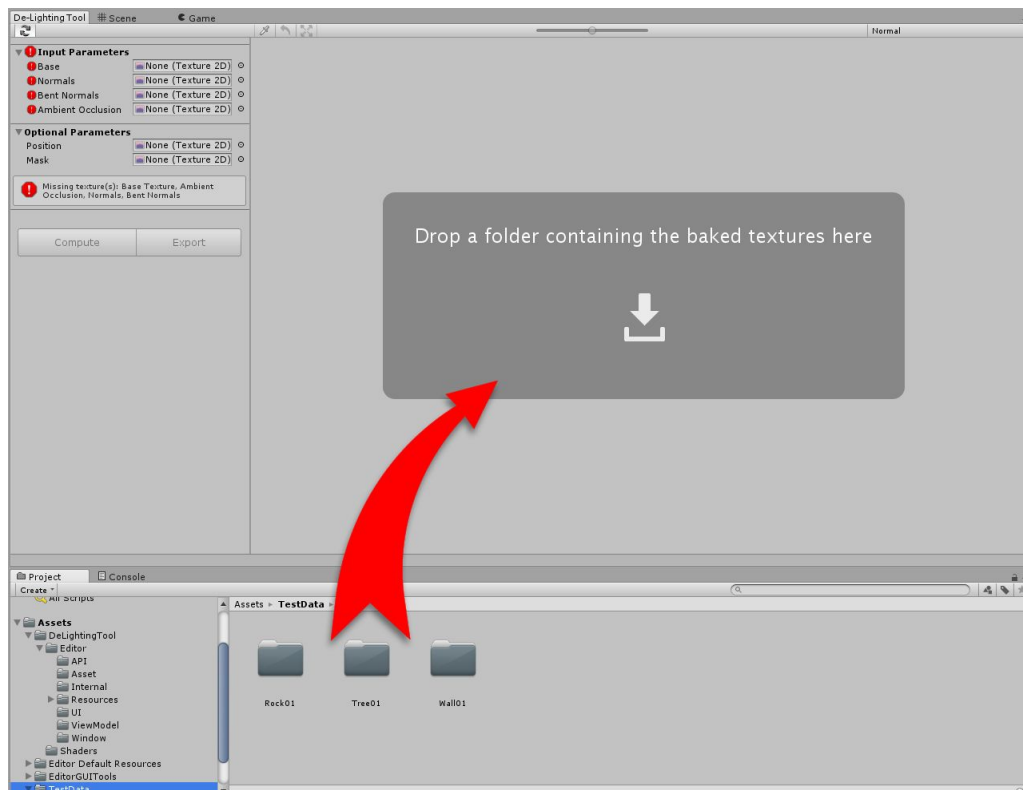 De-Lighting Tool
Scene
Game
Normal
Input Parameters
Base None (Texture 2D)
Normals None (Texture 2D)
Bent Normals None (Texture 2D)
Ambient Occlusion None (Texture 2D)
Optional Parameters
Position None (Texture 2D)
Mask None (Texture 2D)
Missing texture(s): Base Texture, Ambient
Occlusion, Normals, Bent Normals
Compute
Export
Drop a folder containing the baked textures here
Project
Console
Create
All Scripts
Assets
DeLightingTool
Editor
API
Asset
Internal
Resources
UI
ViewModel
Window
Shaders
Editor Default Resources
EditorGUITools
TestData
Assets TestData
Rock01
Tree01
Wall01